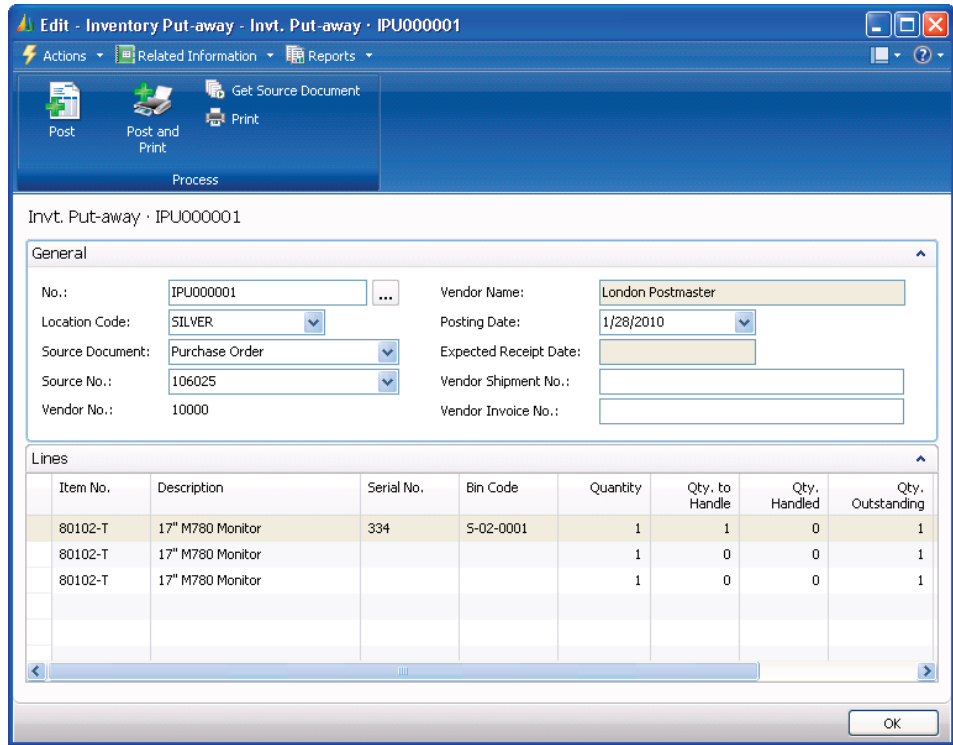 Edit - Inventory Put-away - Invt. Put-away · IPU000001
Actions Related Information Reports
Post
Post and Print
Get Source Document
Print
Process
Invt. Put-away · IPU000001
General
No.: IPU000001 ...
Location Code: SILVER
Source Document: Purchase Order
Source No.: 106025
Vendor No.: 10000
Vendor Name: London Postmaster
Posting Date: 1/28/2010
Expected Receipt Date:
Vendor Shipment No.:
Vendor Invoice No.:
Lines
Item No. Description Serial No. Bin Code Quantity Qty. to Handle Qty. Handled Qty. Outstanding
80102-T 17" M780 Monitor 334 S-02-0001 1 1 0 1
80102-T 17" M780 Monitor 1 0 0 1
80102-T 17" M780 Monitor 1 0 0 1
OK